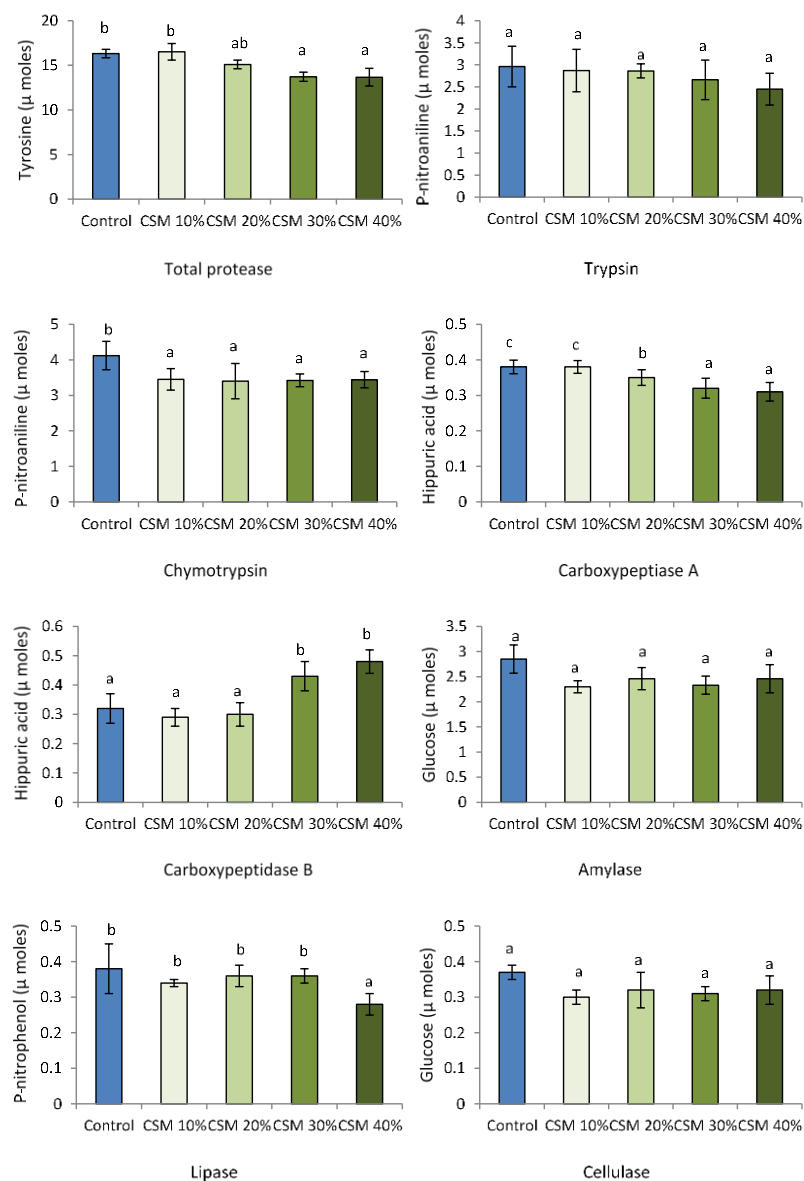 Tyrosine (µ moles)
20
15
10
5
0
b
b
ab
a
a
Control
CSM 10%
CSM 20%
CSM 30%
CSM 40%
Total protease
P-nitroaniline (µ moles)
4
3.5
3
2.5
2
1.5
1
0.5
0
a
a
a
a
a
Control
CSM 10%
CSM 20%
CSM 30%
CSM 40%
Trypsin
P-nitroaniline (µ moles)
5
4
3
2
1
0
b
a
a
a
a
Control
CSM 10%
CSM 20%
CSM 30%
CSM 40%
Chymotrypsin
Hippuric acid (µ moles)
0.5
0.4
0.3
0.2
0.1
0
c
c
b
a
a
Control
CSM 10%
CSM 20%
CSM 30%
CSM 40%
Carboxypeptiase A
Hippuric acid (µ moles)
0.6
0.5
0.4
0.3
0.2
0.1
0
a
a
a
b
b
Control
CSM 10%
CSM 20%
CSM 30%
CSM 40%
Carboxypeptidase B
Glucose (µ moles)
3.5
3
2.5
2
1.5
1
0.5
0
a
a
a
a
a
Control
CSM 10%
CSM 20%
CSM 30%
CSM 40%
Amylase
P-nitrophenol (µ moles)
0.5
0.4
0.3
0.2
0.1
0
b
b
b
b
a
Control
CSM 10%
CSM 20%
CSM 30%
CSM 40%
Lipase
Glucose (µ moles)
0.5
0.4
0.3
0.2
0.1
0
a
a
a
a
a
Control
CSM 10%
CSM 20%
CSM 30%
CSM 40%
Cellulase